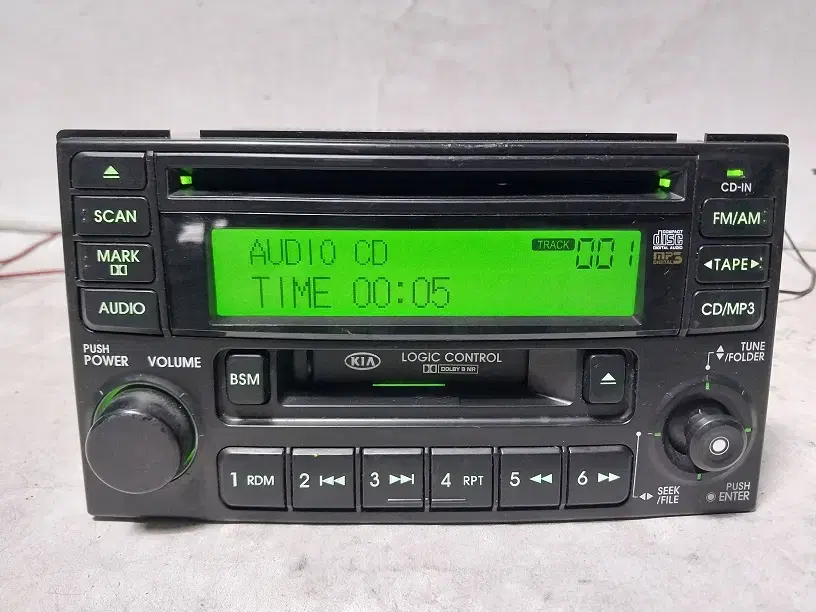 CD-IN
SCAN
FM/AM
AUDIO CD
TRACK 001
COMPACT
disc
DIGITAL AUDIO
MARK
TIME 00:05
MP3
TAPE
AUDIO
CD/MP3
PUSH
POWER
VOLUME
BSM
KIA
LOGIC CONTROL
DOLBY B NR
TUNE
/FOLDER
1 RDM
2
3
4 RPT
5
6
SEEK
/FILE
PUSH
ENTER